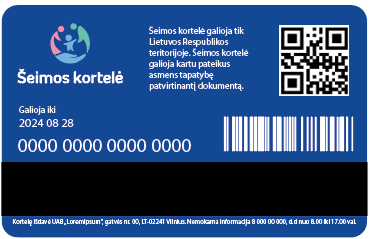 Šeimos kortelė
Šeimos kortelė galioja tik
Lietuvos Respublikos
teritorijoje. Šeimos kortelė
galioja kartu pateikus
asmens tapatybę
patvirtinantį dokumentą.
Galioja iki
2024 08 28
0000 0000 0000 0000
Kortelę išdavė UAB „Loremipsum", gatvės nr. 00, LT-02241 Vilnius. Nemokama informacija 8 000 00 000, d.d nuo 8.00 iki 17.00 val.